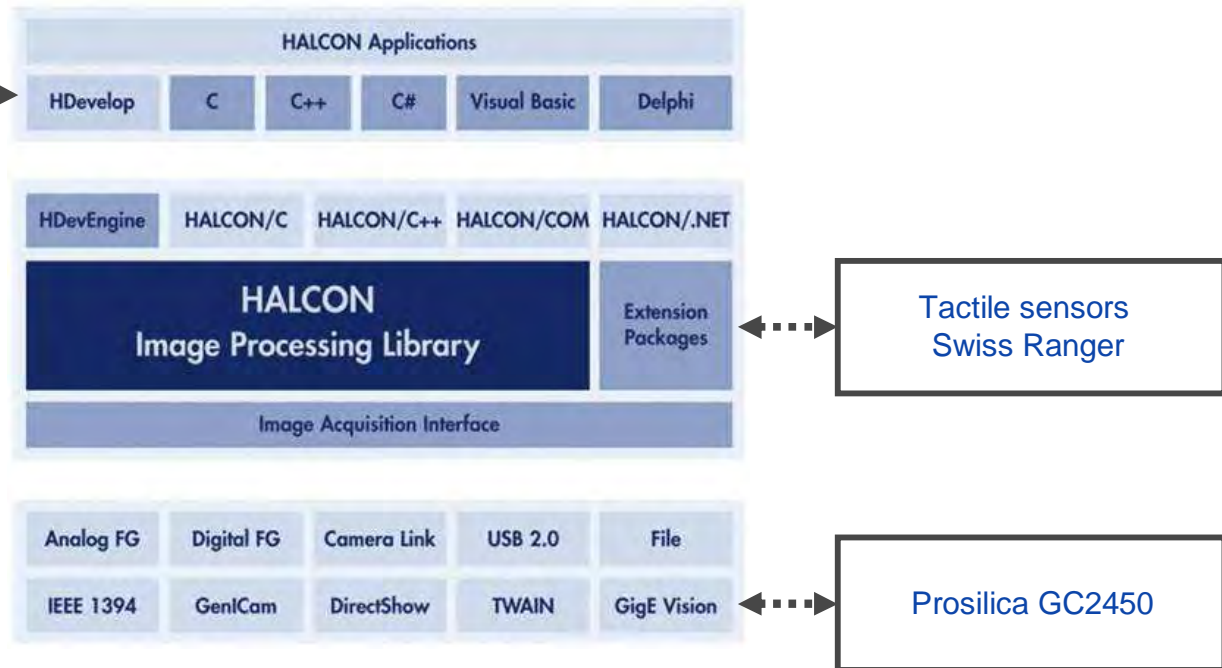 HALCON Applications
HDevelop C C++ C# Visual Basic Delphi
HDevEngine HALCON/C HALCON/C++ HALCON/COM HALCON/.NET
HALCON
Image Processing Library
Extension
Packages
Tactile sensors
Swiss Ranger
Image Acquisition Interface
Analog FG Digital FG Camera Link USB 2.0 File
IEEE 1394 GenICam DirectShow TWAIN GigE Vision
Prosilica GC2450